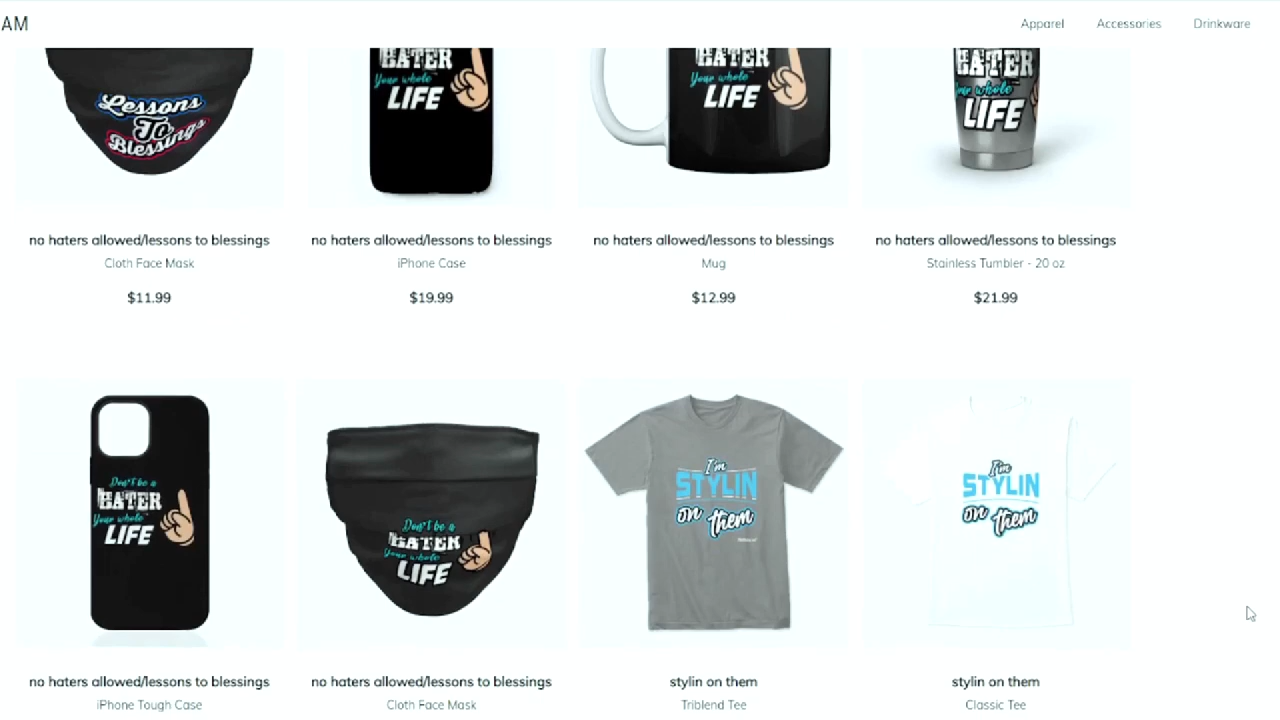 AM
Apparel
Accessories
Drinkware
Lessons
To
Blessings
HATER
Your whole
LIFE
HATER
Your whole
LIFE
HATER
Your whole
LIFE
no haters allowed/lessons to blessings
Cloth Face Mask
$11.99
no haters allowed/lessons to blessings
iPhone Case
$19.99
no haters allowed/lessons to blessings
Mug
$12.99
no haters allowed/lessons to blessings
Stainless Tumbler - 20 oz
$21.99
Don't be a
HATER
Your whole
LIFE
Don't be a
HATER
Your whole
LIFE
I'm
STYLIN
on them
I'm
STYLIN
on them
no haters allowed/lessons to blessings
iPhone Tough Case
no haters allowed/lessons to blessings
Cloth Face Mask
stylin on them
Triblend Tee
stylin on them
Classic Tee